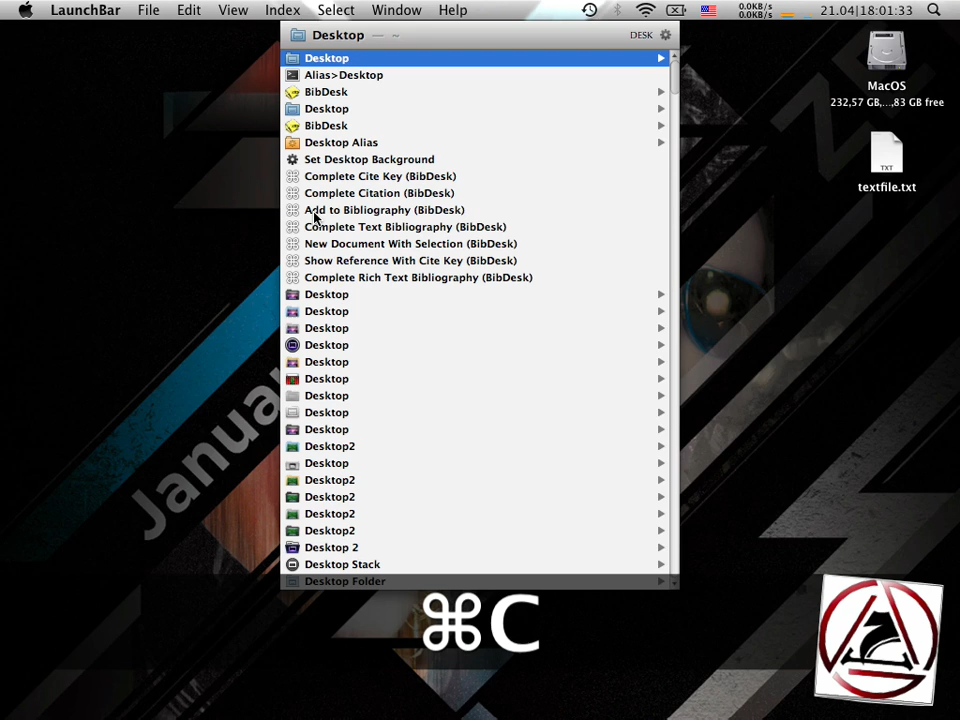 LaunchBar File Edit View Index Select Window Help 0.0KB/s 0.0KB/s 21.04|18:01:33
Desktop — ~ DESK
Desktop
Alias>Desktop
BibDesk
Desktop
BibDesk
Desktop Alias
Set Desktop Background
Complete Cite Key (BibDesk)
Complete Citation (BibDesk)
Add to Bibliography (BibDesk)
Complete Text Bibliography (BibDesk)
New Document With Selection (BibDesk)
Show Reference With Cite Key (BibDesk)
Complete Rich Text Bibliography (BibDesk)
Desktop
Desktop
Desktop
Desktop
Desktop
Desktop
Desktop
Desktop
Desktop
Desktop2
Desktop
Desktop2
Desktop2
Desktop2
Desktop2
Desktop 2
Desktop Stack
Desktop Folder
MacOS
232,57 GB,...,83 GB free
TXT
textfile.txt
Janua
⌘C